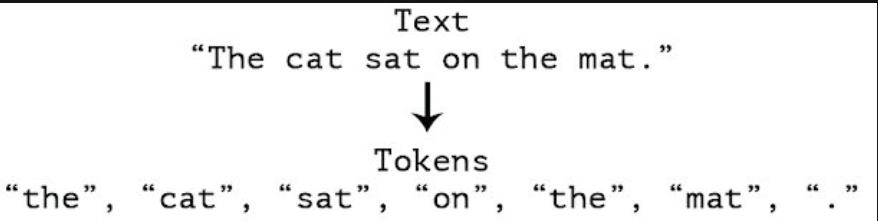 Text
“The cat sat on the mat.”
Tokens
“the”, “cat”, “sat”, “on”, “the”, “mat”, “.”